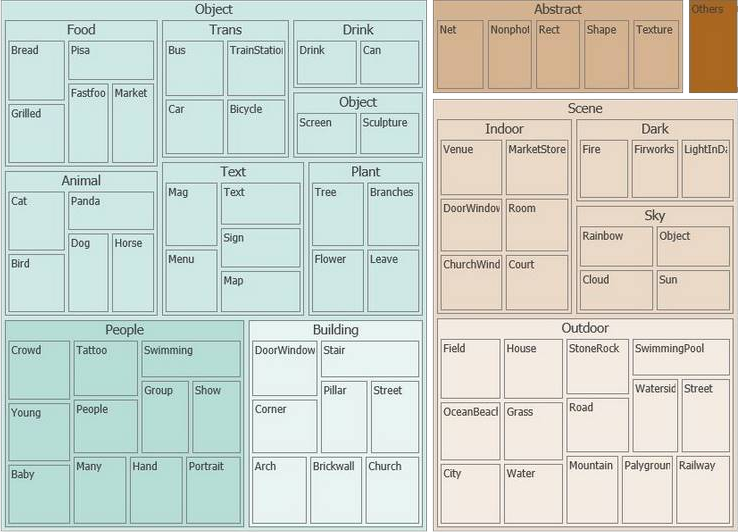 Object
Food
Bread
Pisa
Fastfoo
Market
Grilled
Trans
Bus
TrainStatio
Car
Bicycle
Drink
Drink
Can
Object
Screen
Sculpture
Animal
Cat
Panda
Dog
Horse
Bird
Text
Mag
Text
Sign
Menu
Map
Plant
Tree
Branches
Flower
Leave
People
Crowd
Tattoo
Swimming
Group
Show
Young
People
Baby
Many
Hand
Portrait
Building
DoorWindow
Stair
Pillar
Street
Corner
Arch
Brickwall
Church
Abstract
Net
Nonphot
Rect
Shape
Texture
Others
Scene
Indoor
Venue
MarketStore
DoorWindov
Room
ChurchWind
Court
Dark
Fire
Firworks
LightInDa
Sky
Rainbow
Object
Cloud
Sun
Outdoor
Field
House
StoneRock
SwimmingPool
Watersid
Street
OceanBeacl
Grass
Road
City
Water
Mountain
Palygroun
Railway